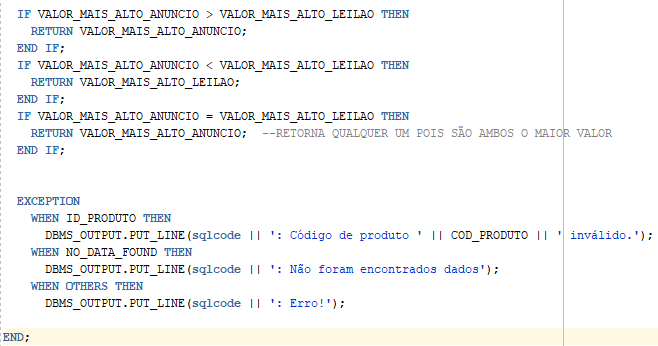 IF VALOR_MAIS_ALTO_ANUNCIO > VALOR_MAIS_ALTO_LEILAO THEN
RETURN VALOR_MAIS_ALTO_ANUNCIO;
END IF;
IF VALOR_MAIS_ALTO_ANUNCIO < VALOR_MAIS_ALTO_LEILAO THEN
RETURN VALOR_MAIS_ALTO_LEILAO;
END IF;
IF VALOR_MAIS_ALTO_ANUNCIO = VALOR_MAIS_ALTO_LEILAO THEN
RETURN VALOR_MAIS_ALTO_ANUNCIO;  --RETORNA QUALQUER UM POIS SÃO AMBOS O MAIOR VALOR
END IF;
EXCEPTION
WHEN ID_PRODUTO THEN
DBMS_OUTPUT.PUT_LINE(sqlcode || ': Código de produto ' || COD_PRODUTO || ' inválido.');
WHEN NO_DATA_FOUND THEN
DBMS_OUTPUT.PUT_LINE(sqlcode || ': Não foram encontrados dados');
WHEN OTHERS THEN
DBMS_OUTPUT.PUT_LINE(sqlcode || ': Erro!');
END;